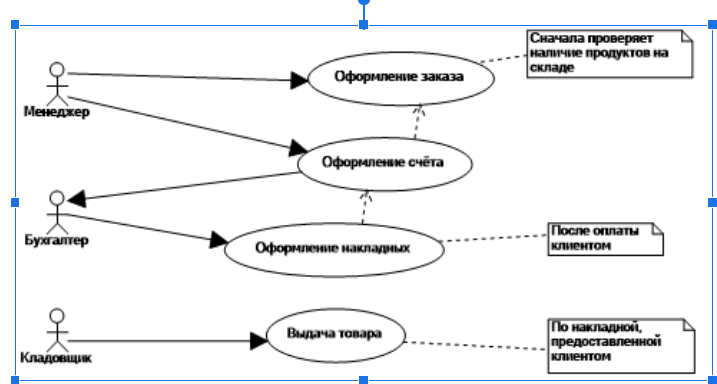 Сначала проверяет
наличие продуктов на
складе
Оформление заказа
Менеджер
Оформление счёта
Бухгалтер
Оформление накладных
После оплаты
клиентом
Выдача товара
По накладной,
предоставленной
клиентом
Кладовщик